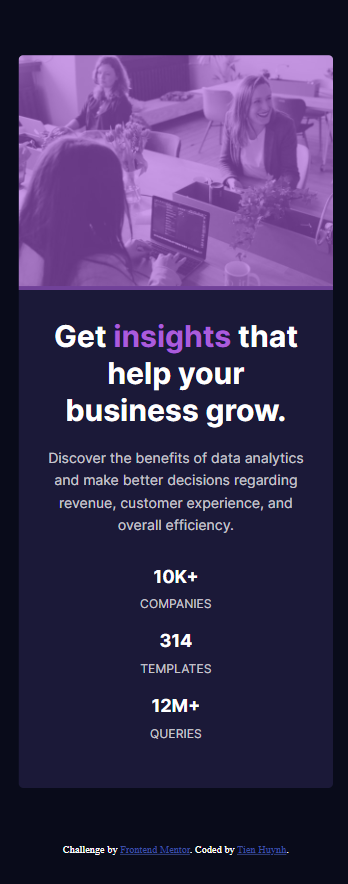 Get insights that
help your
business grow.
Discover the benefits of data analytics
and make better decisions regarding
revenue, customer experience, and
overall efficiency.
10K+
COMPANIES
314
TEMPLATES
12M+
QUERIES
Challenge by Frontend Mentor. Coded by Tien Huynh.